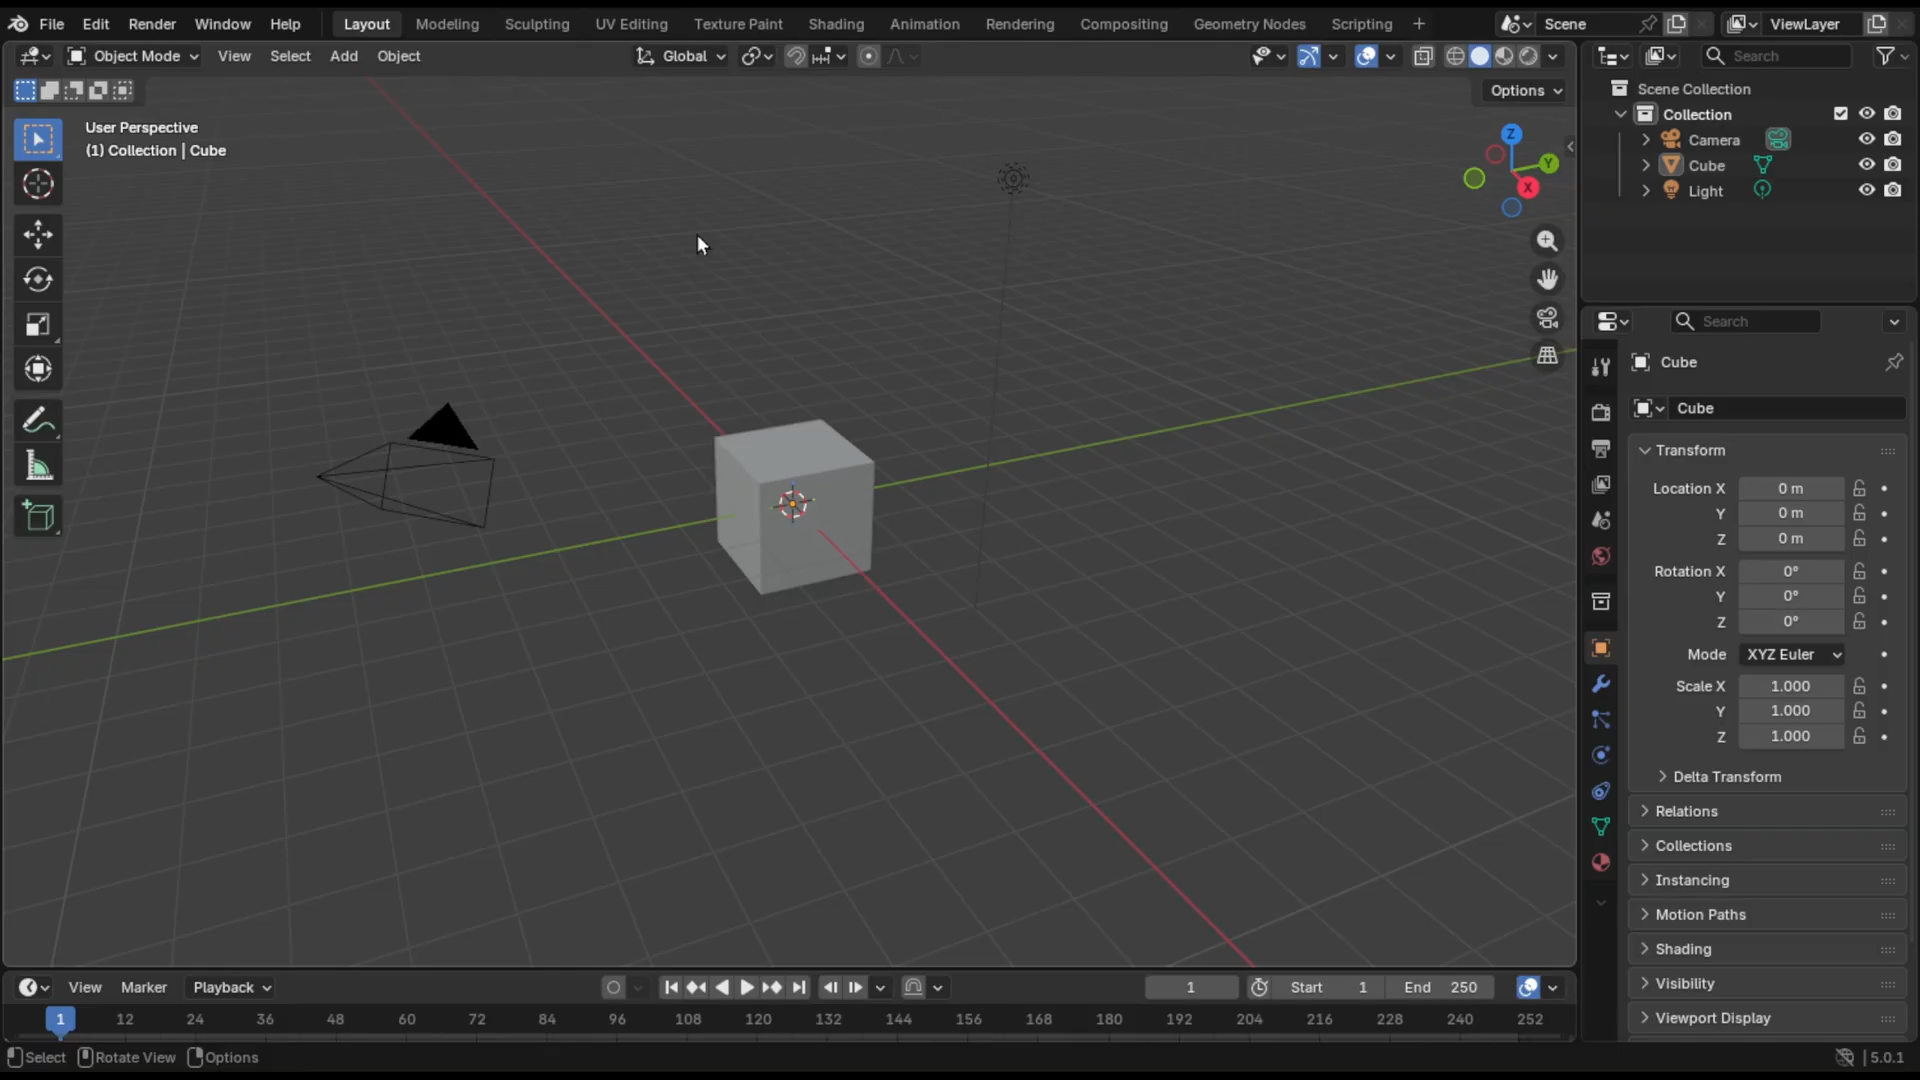 File Edit Render Window Help Layout Modeling Sculpting UV Editing Texture Paint Shading Animation Rendering Compositing Geometry Nodes Scripting + Scene ViewLayer
Object Mode View Select Add Object Global Search
Options
User Perspective
(1) Collection | Cube
Z
Y
X
Scene Collection
Collection
Camera
Cube
Light
Search
Cube
Cube
Transform
Location X 0 m
Y 0 m
Z 0 m
Rotation X 0°
Y 0°
Z 0°
Mode XYZ Euler
Scale X 1.000
Y 1.000
Z 1.000
Delta Transform
Relations
Collections
Instancing
Motion Paths
Shading
Visibility
Viewport Display
View Marker Playback 1 Start 1 End 250
1 12 24 36 48 60 72 84 96 108 120 132 144 156 168 180 192 204 216 228 240 252
Select Rotate View Options 5.0.1